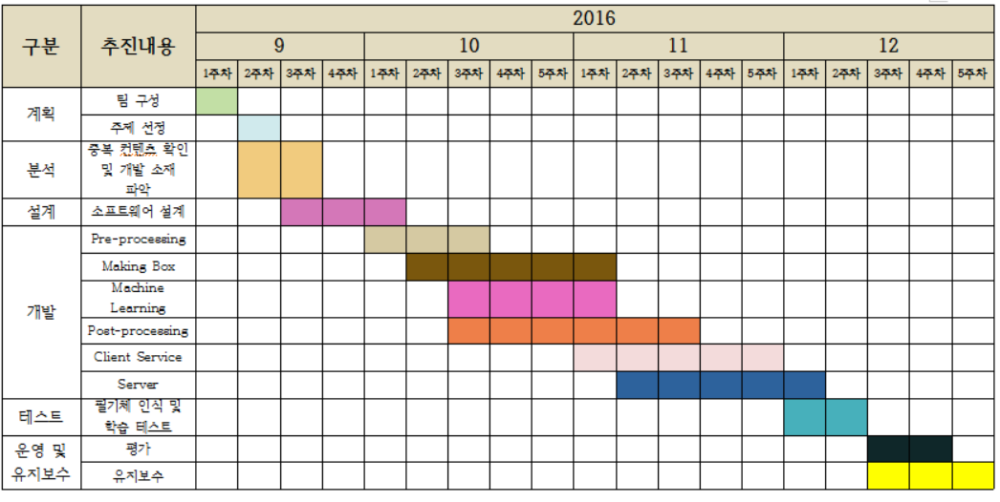 2016
구분 추진내용 9 10 11 12
1주차 2주차 3주차 4주차 1주차 2주차 3주차 4주차 5주차 1주차 2주차 3주차 4주차 5주차 1주차 2주차 3주차 4주차 5주차
계획
팀 구성
주제 선정
분석
중복 컨텐츠 확인
및 개발 소재
파악
설계
소프트웨어 설계
개발
Pre-processing
Making Box
Machine
Learning
Post-processing
Client Service
Server
테스트
필기체 인식 및
학습 테스트
운영 및
유지보수
평가
유지보수